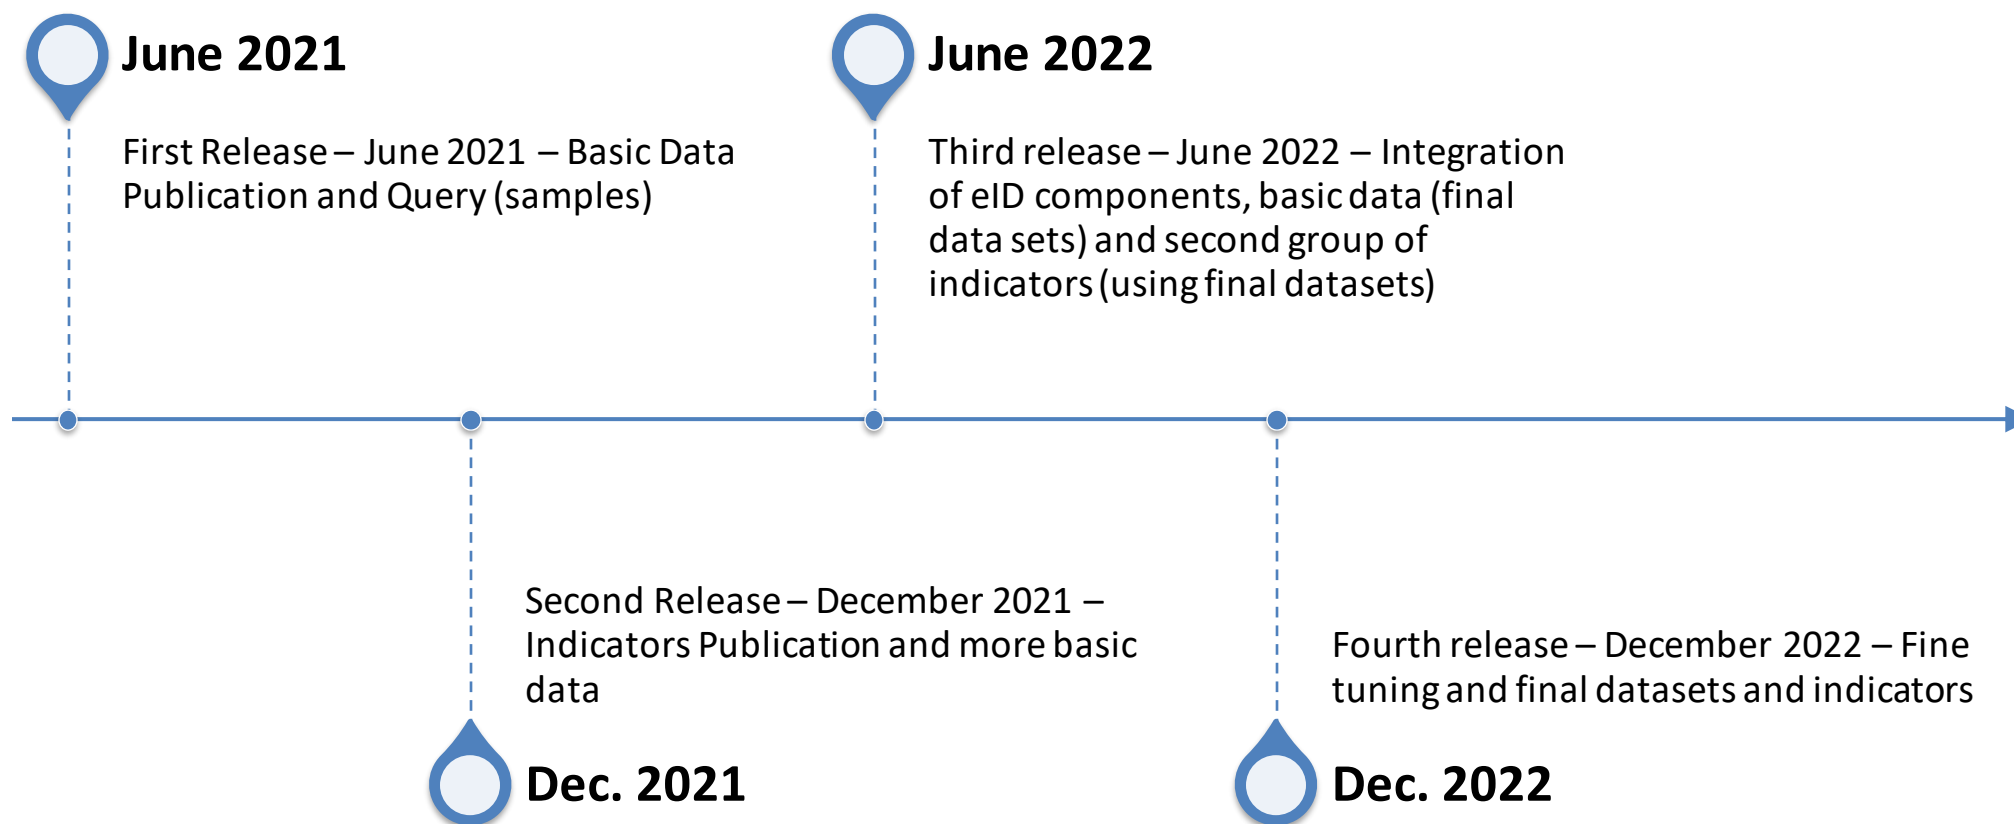 June 2021
First Release – June 2021 – Basic Data
Publication and Query (samples)
June 2022
Third release – June 2022 – Integration
of eID components, basic data (final
data sets) and second group of
indicators (using final datasets)
Second Release – December 2021 –
Indicators Publication and more basic
data
Dec. 2021
Fourth release – December 2022 – Fine
tuning and final datasets and indicators
Dec. 2022